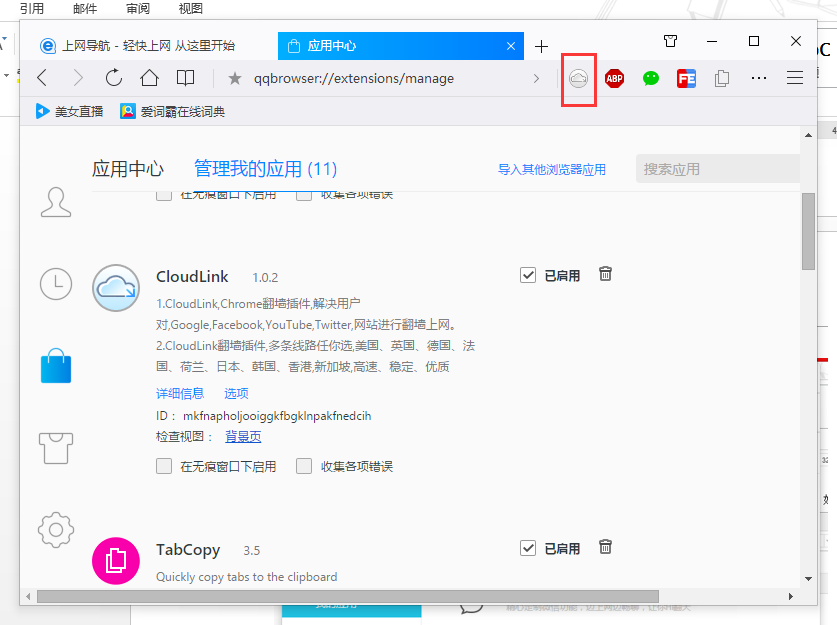 引用 邮件 审阅 视图
上网导航 - 轻快上网 从这里开始
应用中心
qqbrowser://extensions/manage
ABP
美女直播 爱词霸在线词典
应用中心 管理我的应用 (11) 导入其他浏览器应用 搜索应用
在无痕窗口下启用 收集各项错误
CloudLink 1.0.2 已启用
1.CloudLink,Chrome翻墙插件,解决用户
对,Google,Facebook,YouTube,Twitter,网站进行翻墙上网。
2.CloudLink翻墙插件,多条线路任你选,美国、英国、德国、法
国、荷兰、日本、韩国、香港,新加坡,高速、稳定、优质
详细信息 选项
ID： mkfnapholjooiggkfbgklnpakfnedcih
检查视图： 背景页
在无痕窗口下启用 收集各项错误
TabCopy 3.5 已启用
Quickly copy tabs to the clipboard